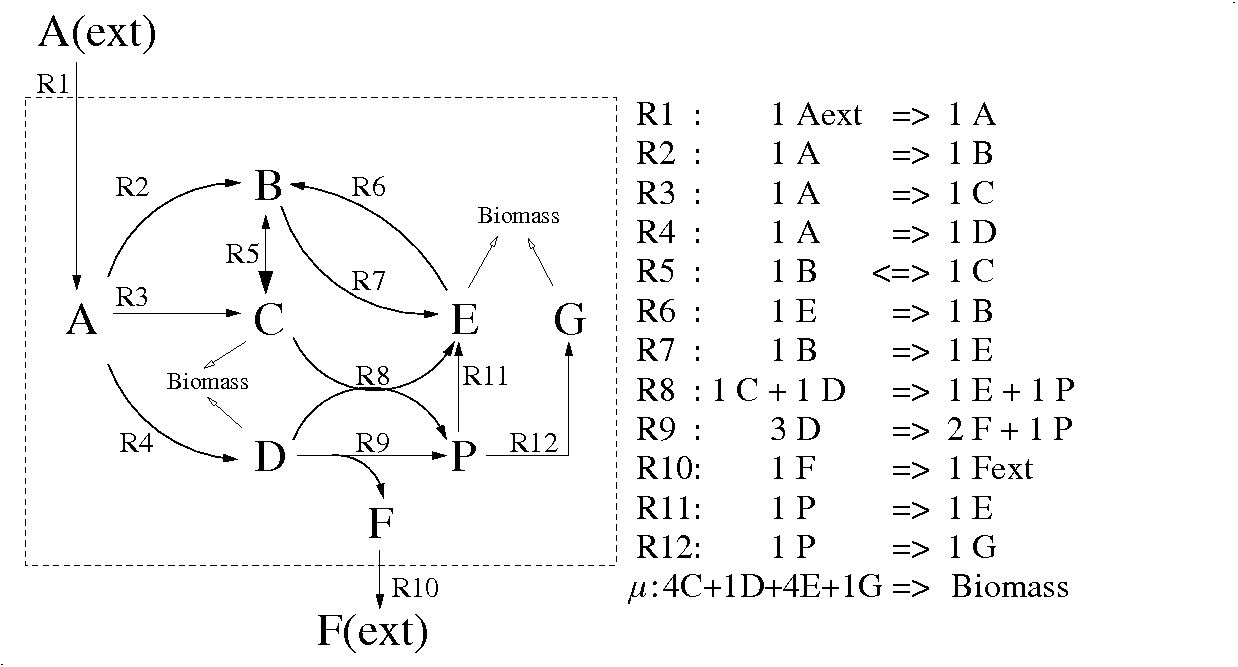 A(ext)
R1
B
R2
R6
Biomass
R5
R7
A
R3
C
E
G
Biomass
R8
R11
R4
D
R9
P
R12
F
R10
F(ext)
R1 : 1 Aext => 1 A
R2 : 1 A => 1 B
R3 : 1 A => 1 C
R4 : 1 A => 1 D
R5 : 1 B <=> 1 C
R6 : 1 E => 1 B
R7 : 1 B => 1 E
R8 : 1 C + 1 D => 1 E + 1 P
R9 : 3 D => 2 F + 1 P
R10: 1 F => 1 Fext
R11: 1 P => 1 E
R12: 1 P => 1 G
μ:4C+1D+4E+1G => Biomass